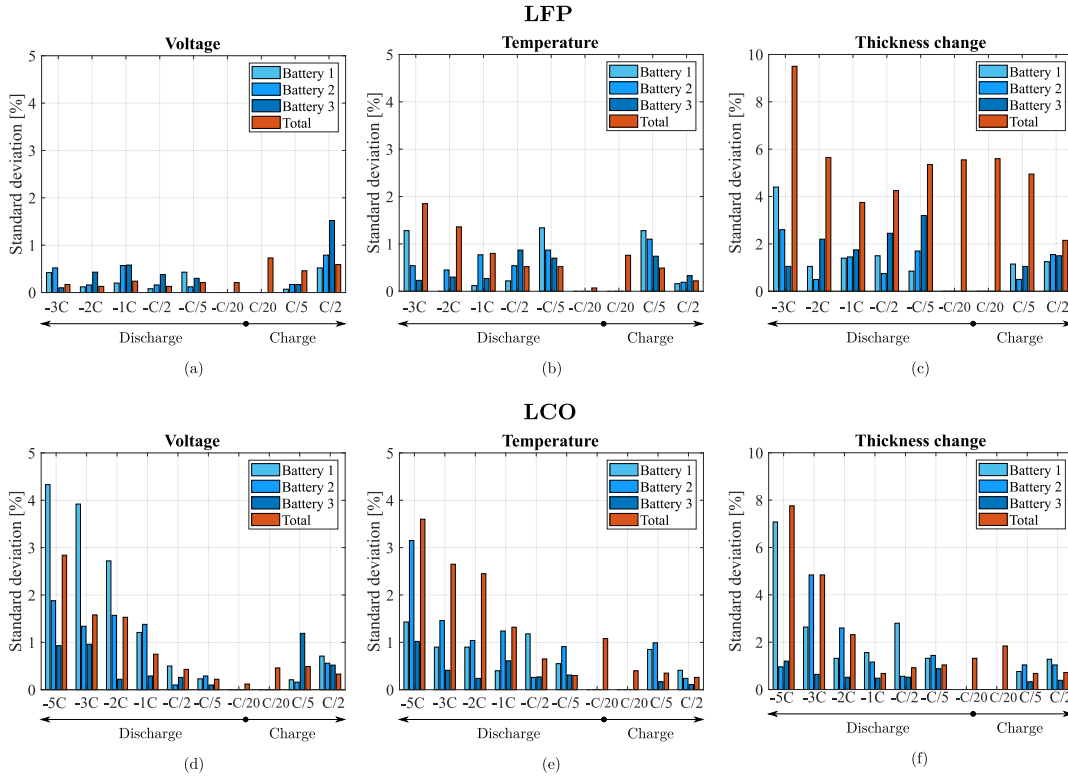 LFP
Voltage
Standard deviation [%]
5
4
3
2
1
0
Battery 1
Battery 2
Battery 3
Total
-3C -2C -1C -C/2 -C/5 -C/20 C/20 C/5 C/2
Discharge Charge
(a)
Temperature
Standard deviation [%]
5
4
3
2
1
0
Battery 1
Battery 2
Battery 3
Total
-3C -2C -1C -C/2 -C/5 -C/20 C/20 C/5 C/2
Discharge Charge
(b)
Thickness change
Standard deviation [%]
10
8
6
4
2
0
Battery 1
Battery 2
Battery 3
Total
-3C -2C -1C -C/2 -C/5 -C/20 C/20 C/5 C/2
Discharge Charge
(c)
LCO
Voltage
Standard deviation [%]
5
4
3
2
1
0
Battery 1
Battery 2
Battery 3
Total
-5C -3C -2C -1C -C/2 -C/5 -C/20 C/20 C/5 C/2
Discharge Charge
(d)
Temperature
Standard deviation [%]
5
4
3
2
1
0
Battery 1
Battery 2
Battery 3
Total
-5C -3C -2C -1C -C/2 -C/5 -C/20 C/20 C/5 C/2
Discharge Charge
(e)
Thickness change
Standard deviation [%]
10
8
6
4
2
0
Battery 1
Battery 2
Battery 3
Total
-5C -3C -2C -1C -C/2 -C/5 -C/20 C/20 C/5 C/2
Discharge Charge
(f)